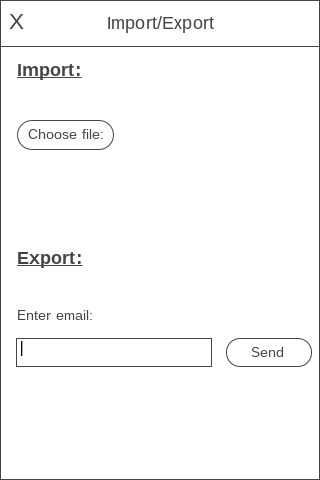 X Import/Export
Import:
Choose file:
Export:
Enter email:
Send